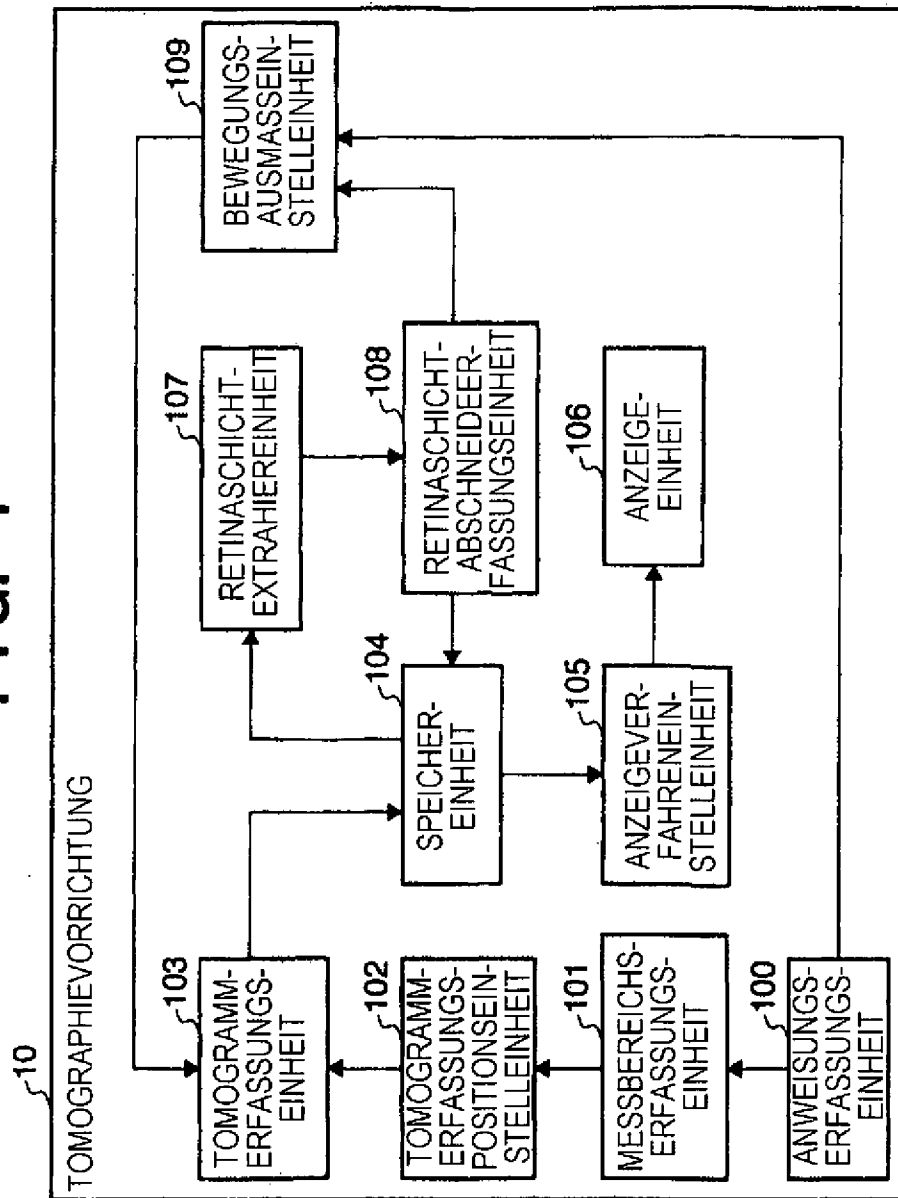 10
TOMOGRAPHIEVORRICHTUNG
103
TOMOGRAMM-
ERFASSUNGS-
EINHEIT
102
TOMOGRAMM-
ERFASSUNGS-
POSITIONSEIN-
STELLEINHEIT
101
MESSBEREICHS-
ERFASSUNGS-
EINHEIT
100
ANWEISUNGS-
ERFASSUNGS-
EINHEIT
104
SPEICHER-
EINHEIT
105
ANZEIGEVER-
FAHRENEIN-
STELLEINHEIT
107
RETINASCHICHT-
EXTRAHIEREINHEIT
108
RETINASCHICHT-
ABSCHNEIDEER-
FASSUNGSEINHEIT
106
ANZEIGE-
EINHEIT
109
BEWEGUNGS-
AUSMASSEIN-
STELLEINHEIT